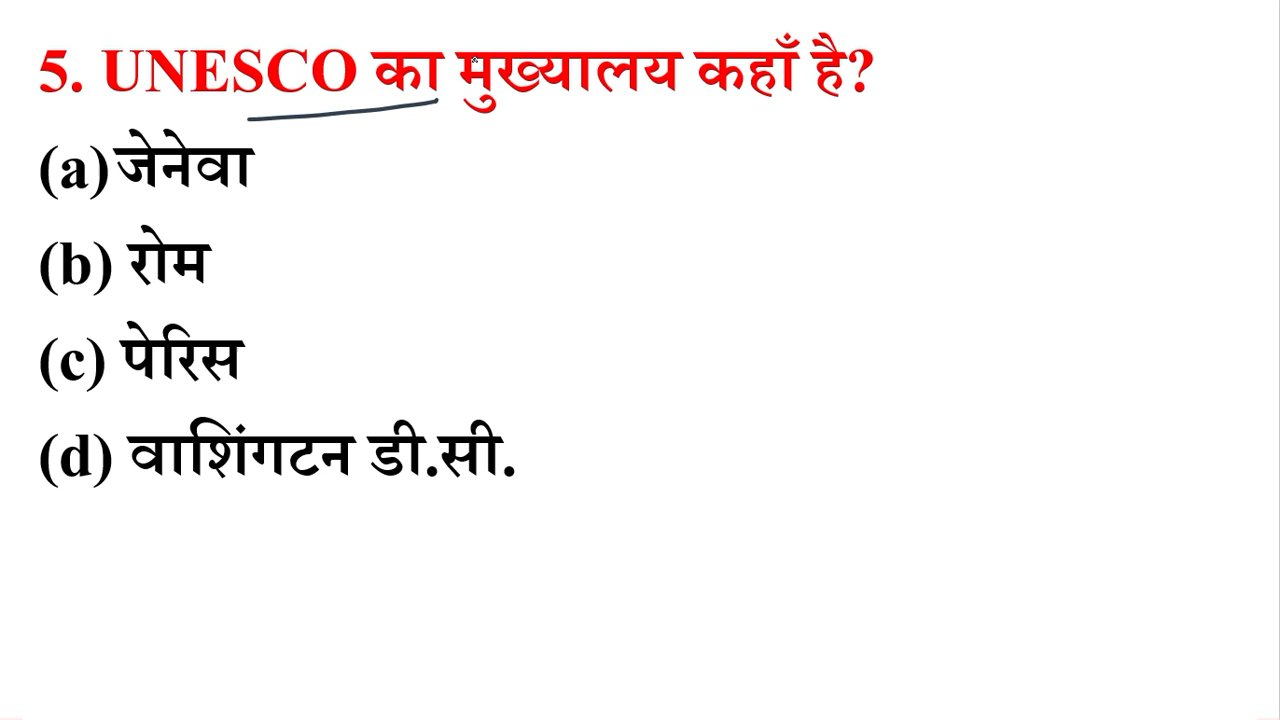 5. UNESCO का मुख्यालय कहाँ है?
(a) जेनेवा
(b) रोम
(c) पेरिस
(d) वाशिंगटन डी.सी.